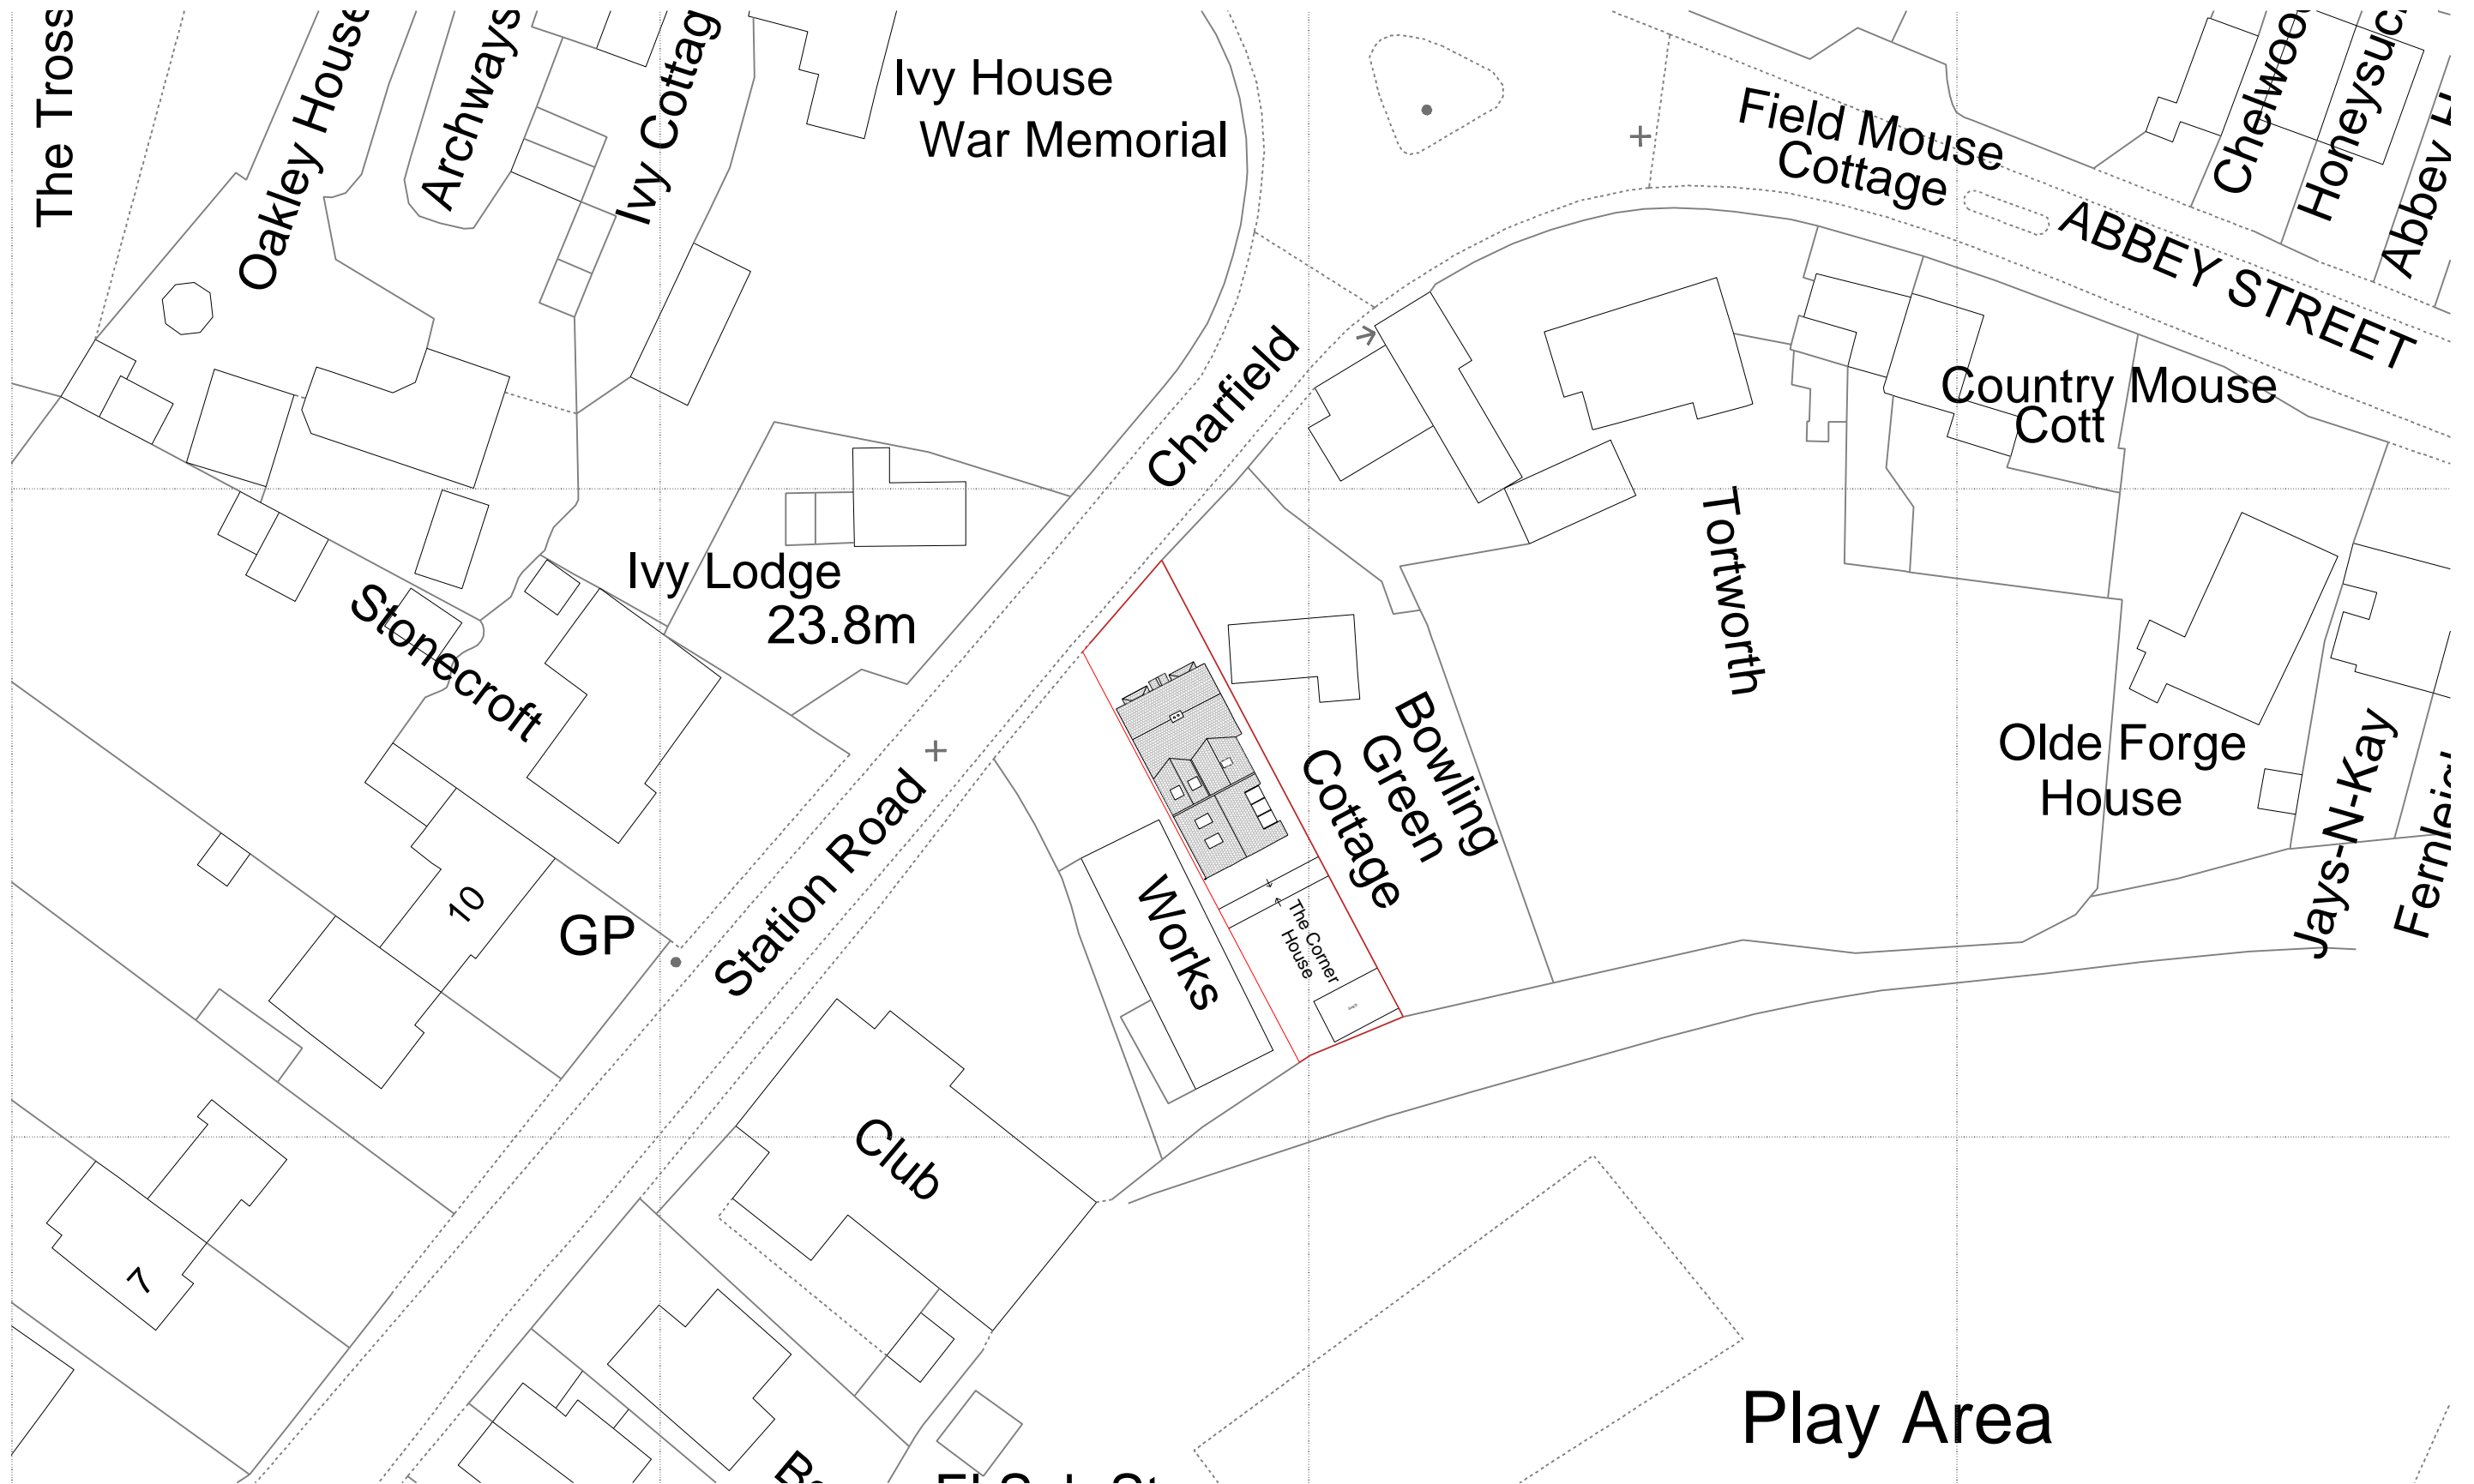 The Tross
Oakley House
Archways
Ivy Cottag
Ivy House
War Memorial
Field Mouse
Cottage
ABBEY STREET
Charfield
Country Mouse
Cott
Ivy Lodge
23.8m
Stonecroft
Tortworth
Bowling
Green
Cottage
Olde Forge
House
Jays-N-Kay
Station Road
Works
The Corner
House
10
GP
Club
7
Play Area